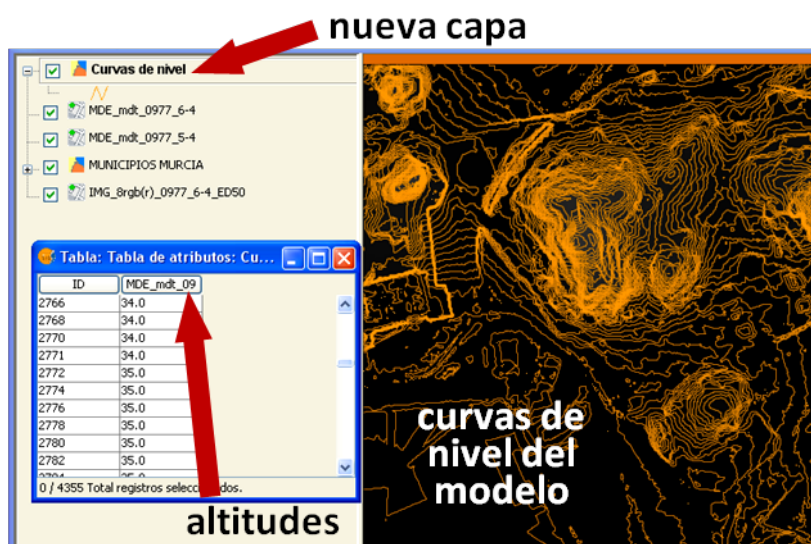 nueva capa
Curvas de nivel
MDE_mdt_0977_6-4
MDE_mdt_0977_5-4
MUNICIPIOS MURCIA
IMG_8rgb(r)_0977_6-4_ED50
Tabla: Tabla de atributos: Cu...
ID MDE_mdt_09
2766 34.0
2768 34.0
2770 34.0
2771 34.0
2772 35.0
2774 35.0
2776 35.0
2778 35.0
2780 35.0
2782 35.0
0 / 4355 Total registros
altitudes
curvas de
nivel del
modelo